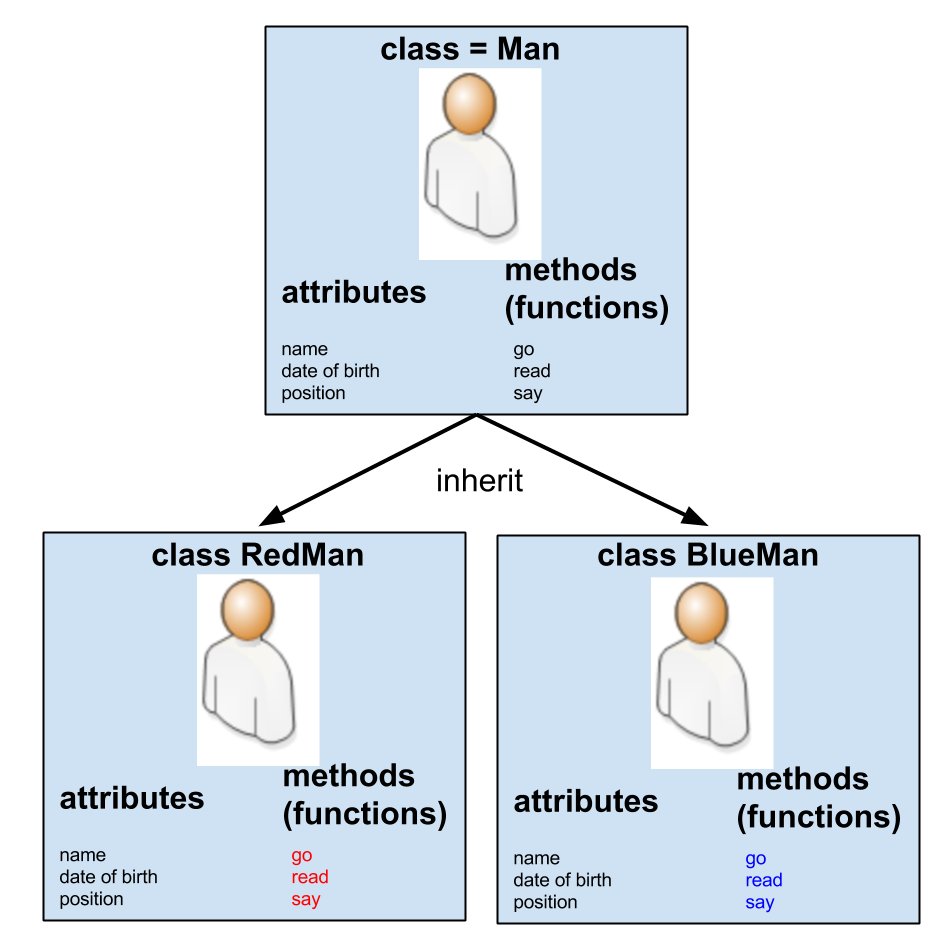 class = Man
attributes
methods
(functions)
name
date of birth
position
go
read
say
inherit
class RedMan
attributes
methods
(functions)
name
date of birth
position
go
read
say
class BlueMan
attributes
methods
(functions)
name
date of birth
position
go
read
say